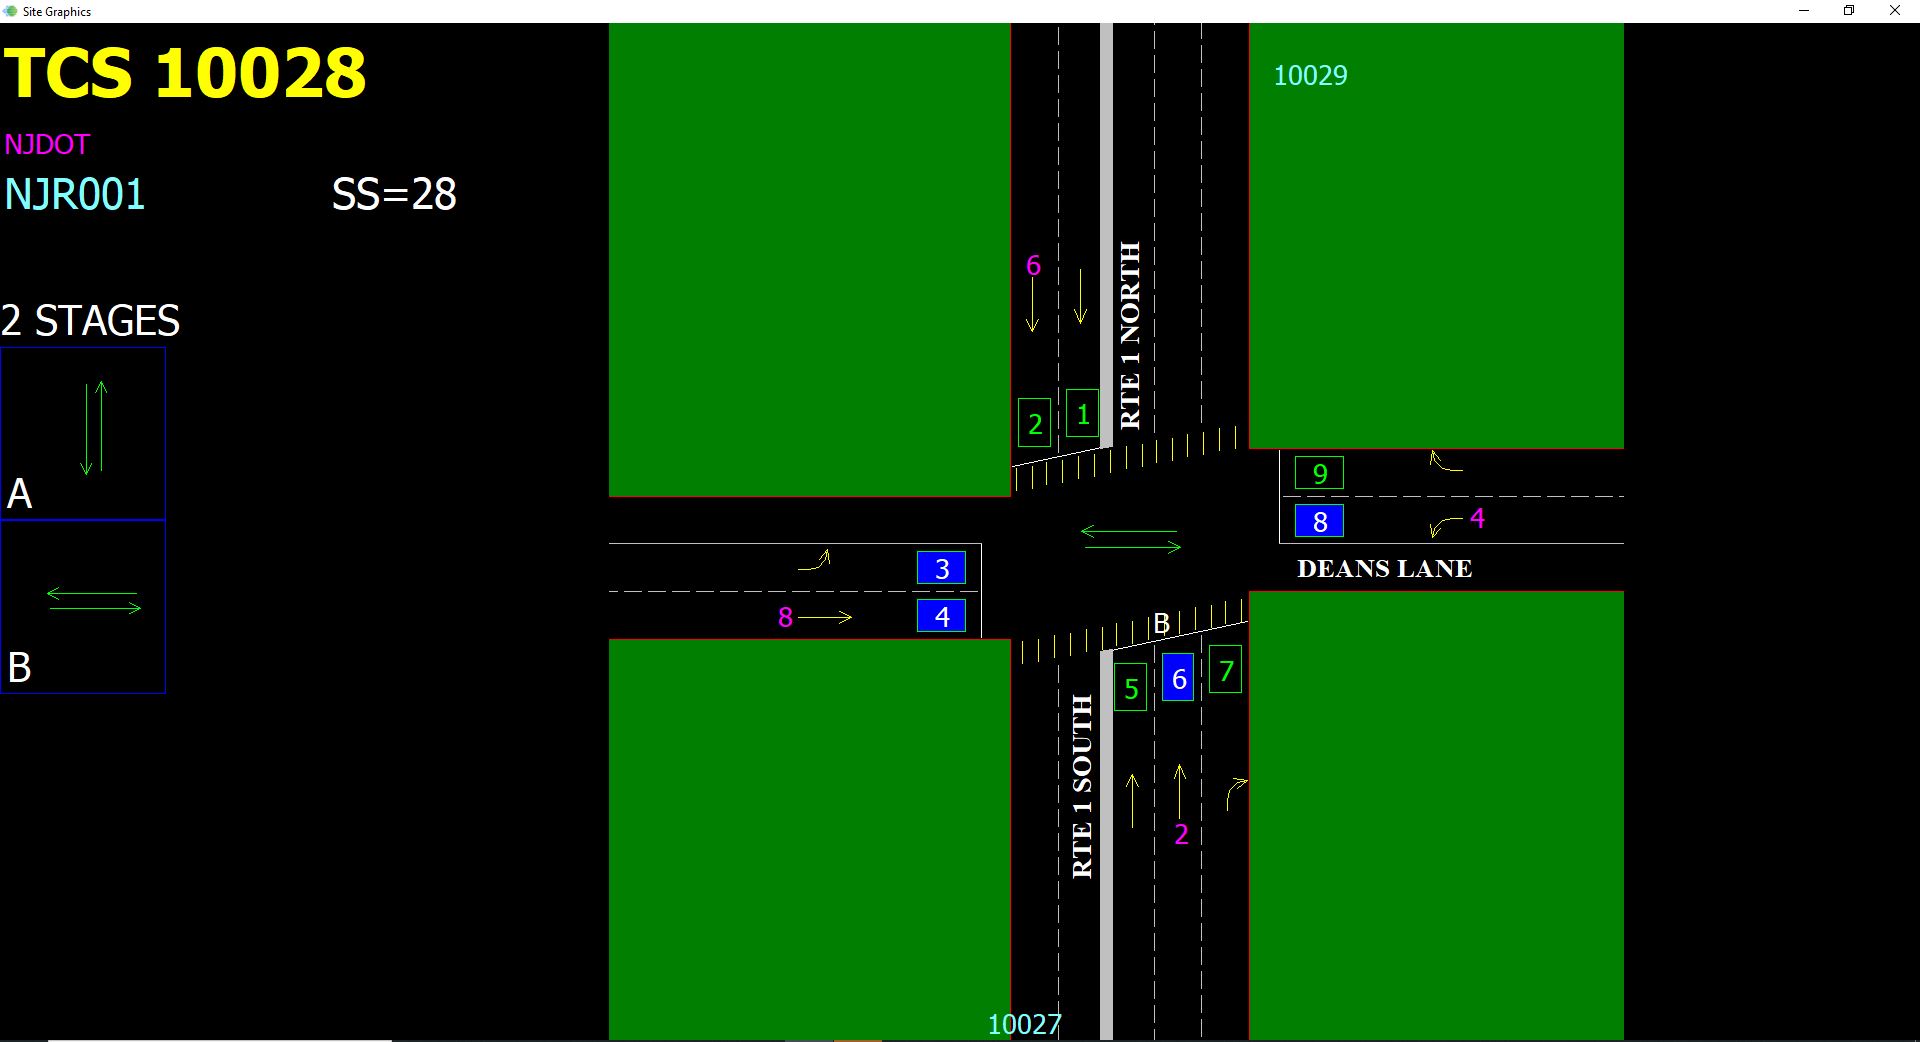 Site Graphics
TCS 10028
NJDOT
NJR001
SS=28
2 STAGES
A
B
10029
6
RTE 1 NORTH
2
1
9
8
4
DEANS LANE
3
8
4
B
5
6
7
RTE 1 SOUTH
2
10027